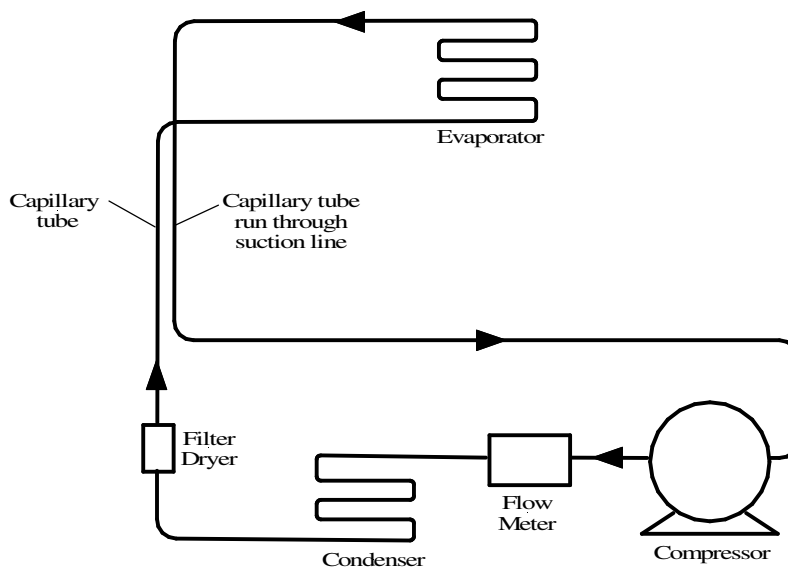 Evaporator
Capillary
tube
Capillary tube
run through
suction line
Filter
Dryer
Flow
Meter
Condenser
Compressor